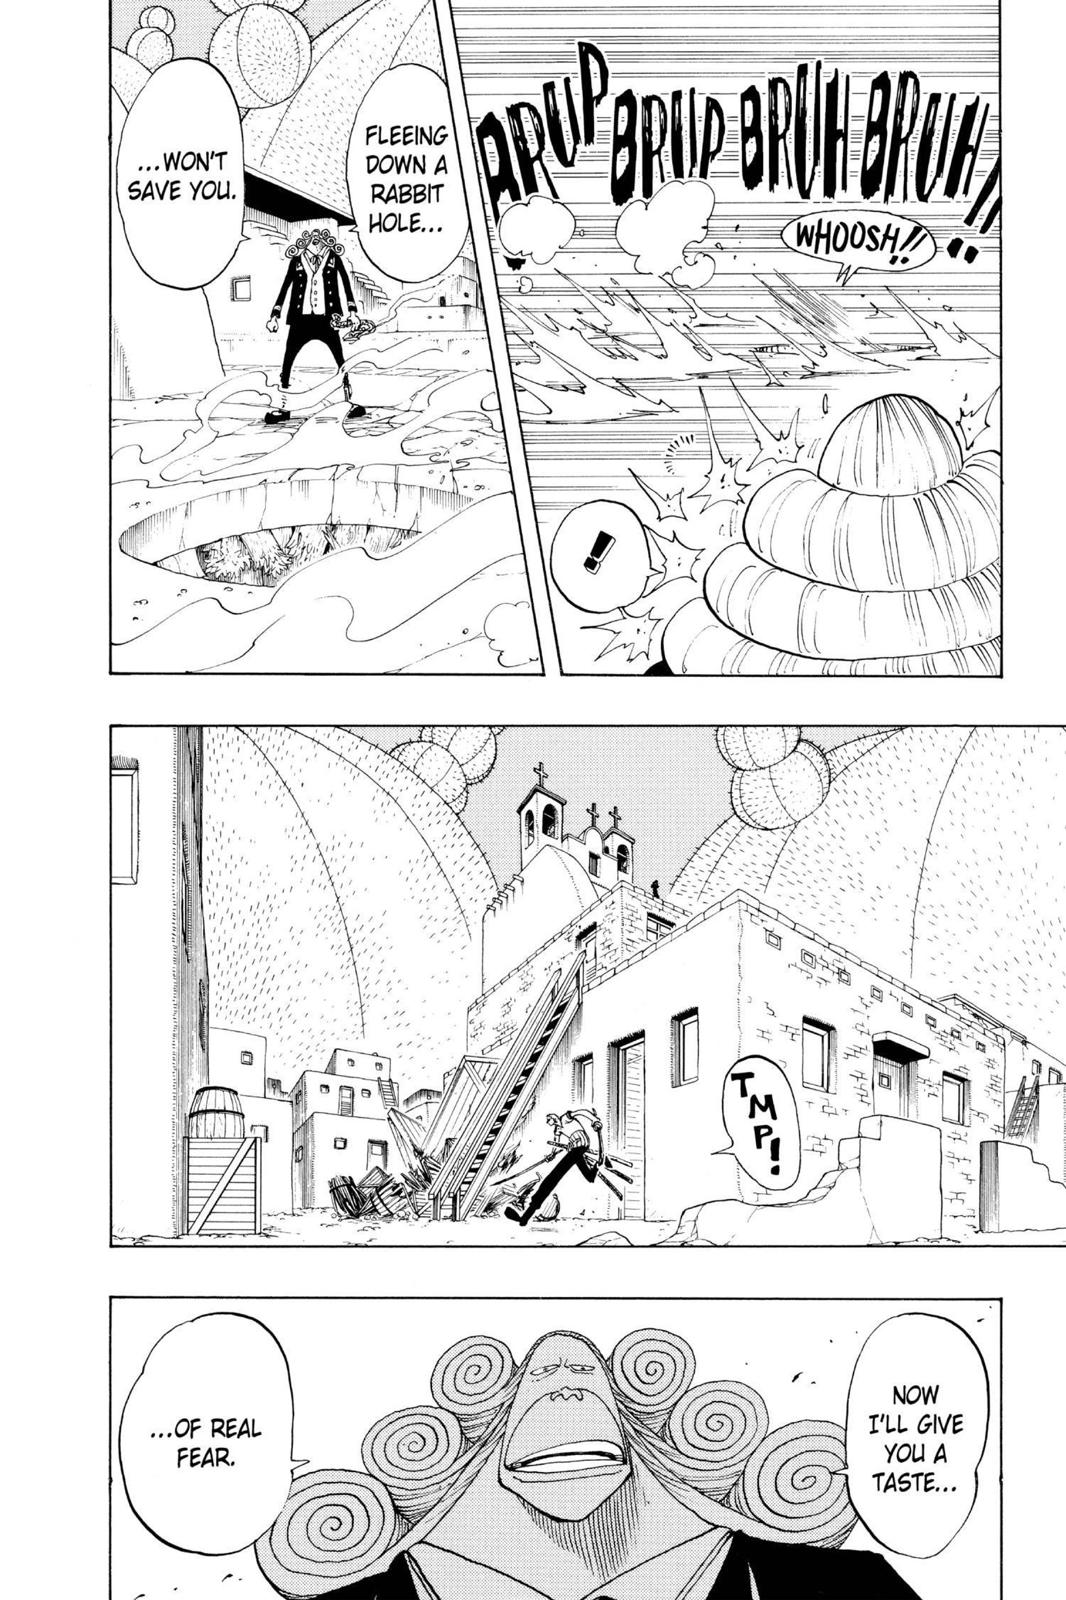 BRUP BRUP BRUH BRUH!!
WHOOSH!!
!
FLEEING
DOWN A
RABBIT
HOLE...
...WON'T
SAVE YOU.
TMP!
NOW
I'LL GIVE
YOU A
TASTE...
...OF REAL
FEAR.